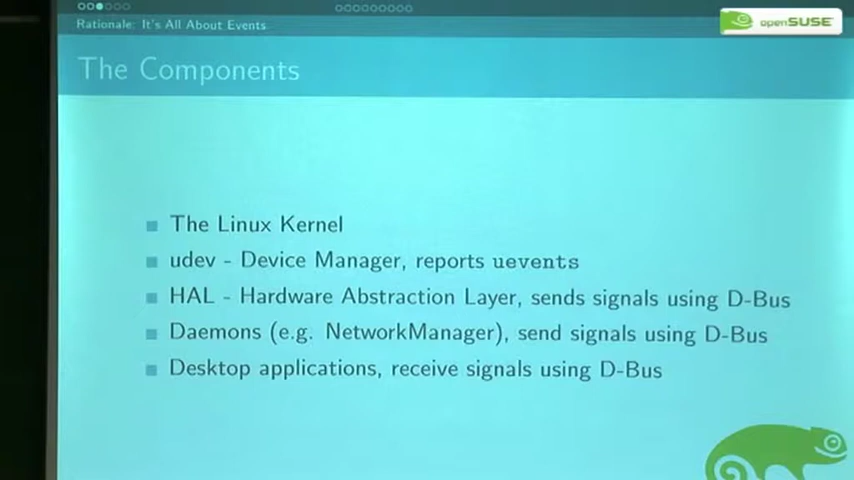 Rationale: It's All About Events
openSUSE
The Components
The Linux Kernel
udev - Device Manager, reports uevents
HAL - Hardware Abstraction Layer, sends signals using D-Bus
Daemons (e.g. NetworkManager), send signals using D-Bus
Desktop applications, receive signals using D-Bus